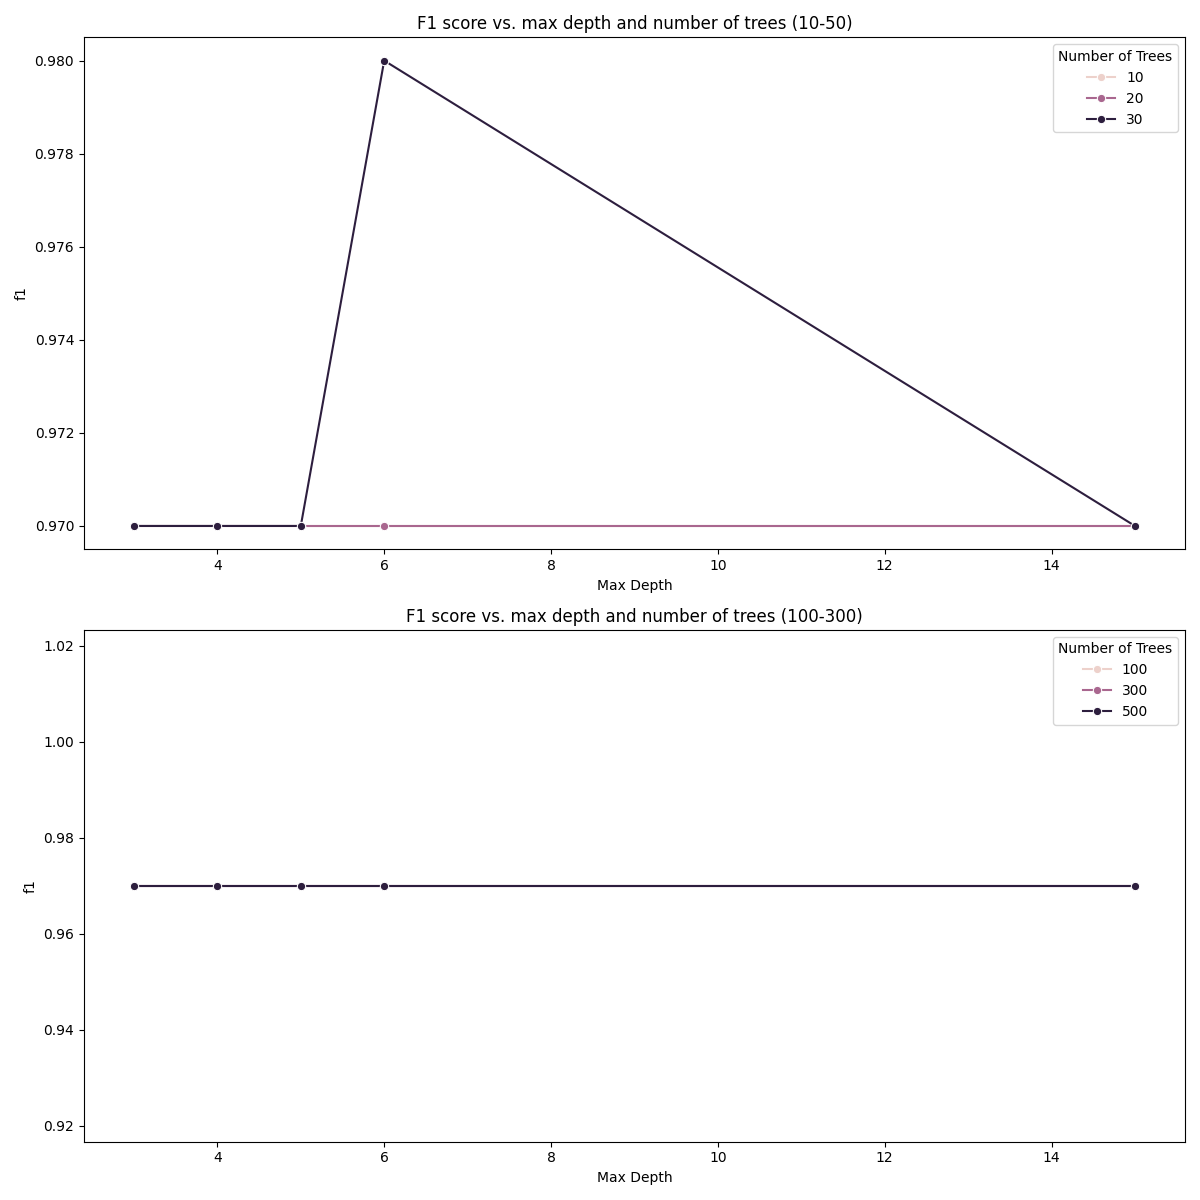 F1 score vs. max depth and number of trees (10-50)
Number of Trees
10
20
30
0.980
0.978
0.976
0.974
0.972
0.970
f1
4 6 8 10 12 14
Max Depth
F1 score vs. max depth and number of trees (100-300)
Number of Trees
100
300
500
1.02
1.00
0.98
0.96
0.94
0.92
f1
4 6 8 10 12 14
Max Depth